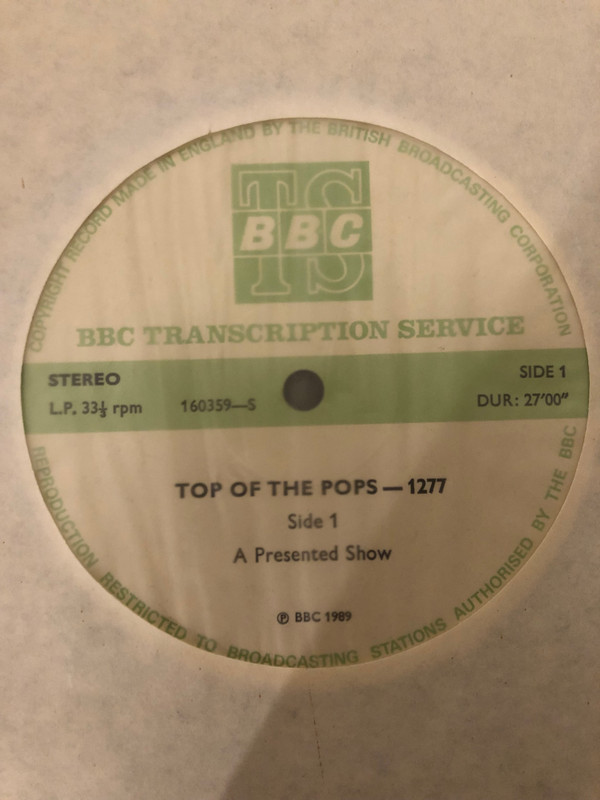 COPYRIGHT RECORD MADE IN ENGLAND BY THE BRITISH BROADCASTING CORPORATION
TS
BBC
BBC TRANSCRIPTION SERVICE
STEREO
SIDE 1
L.P. 33⅓ rpm
160359—S
DUR: 27'00"
TOP OF THE POPS — 1277
Side 1
A Presented Show
℗ BBC 1989
REPRODUCTION RESTRICTED TO BROADCASTING STATIONS AUTHORISED BY THE BBC